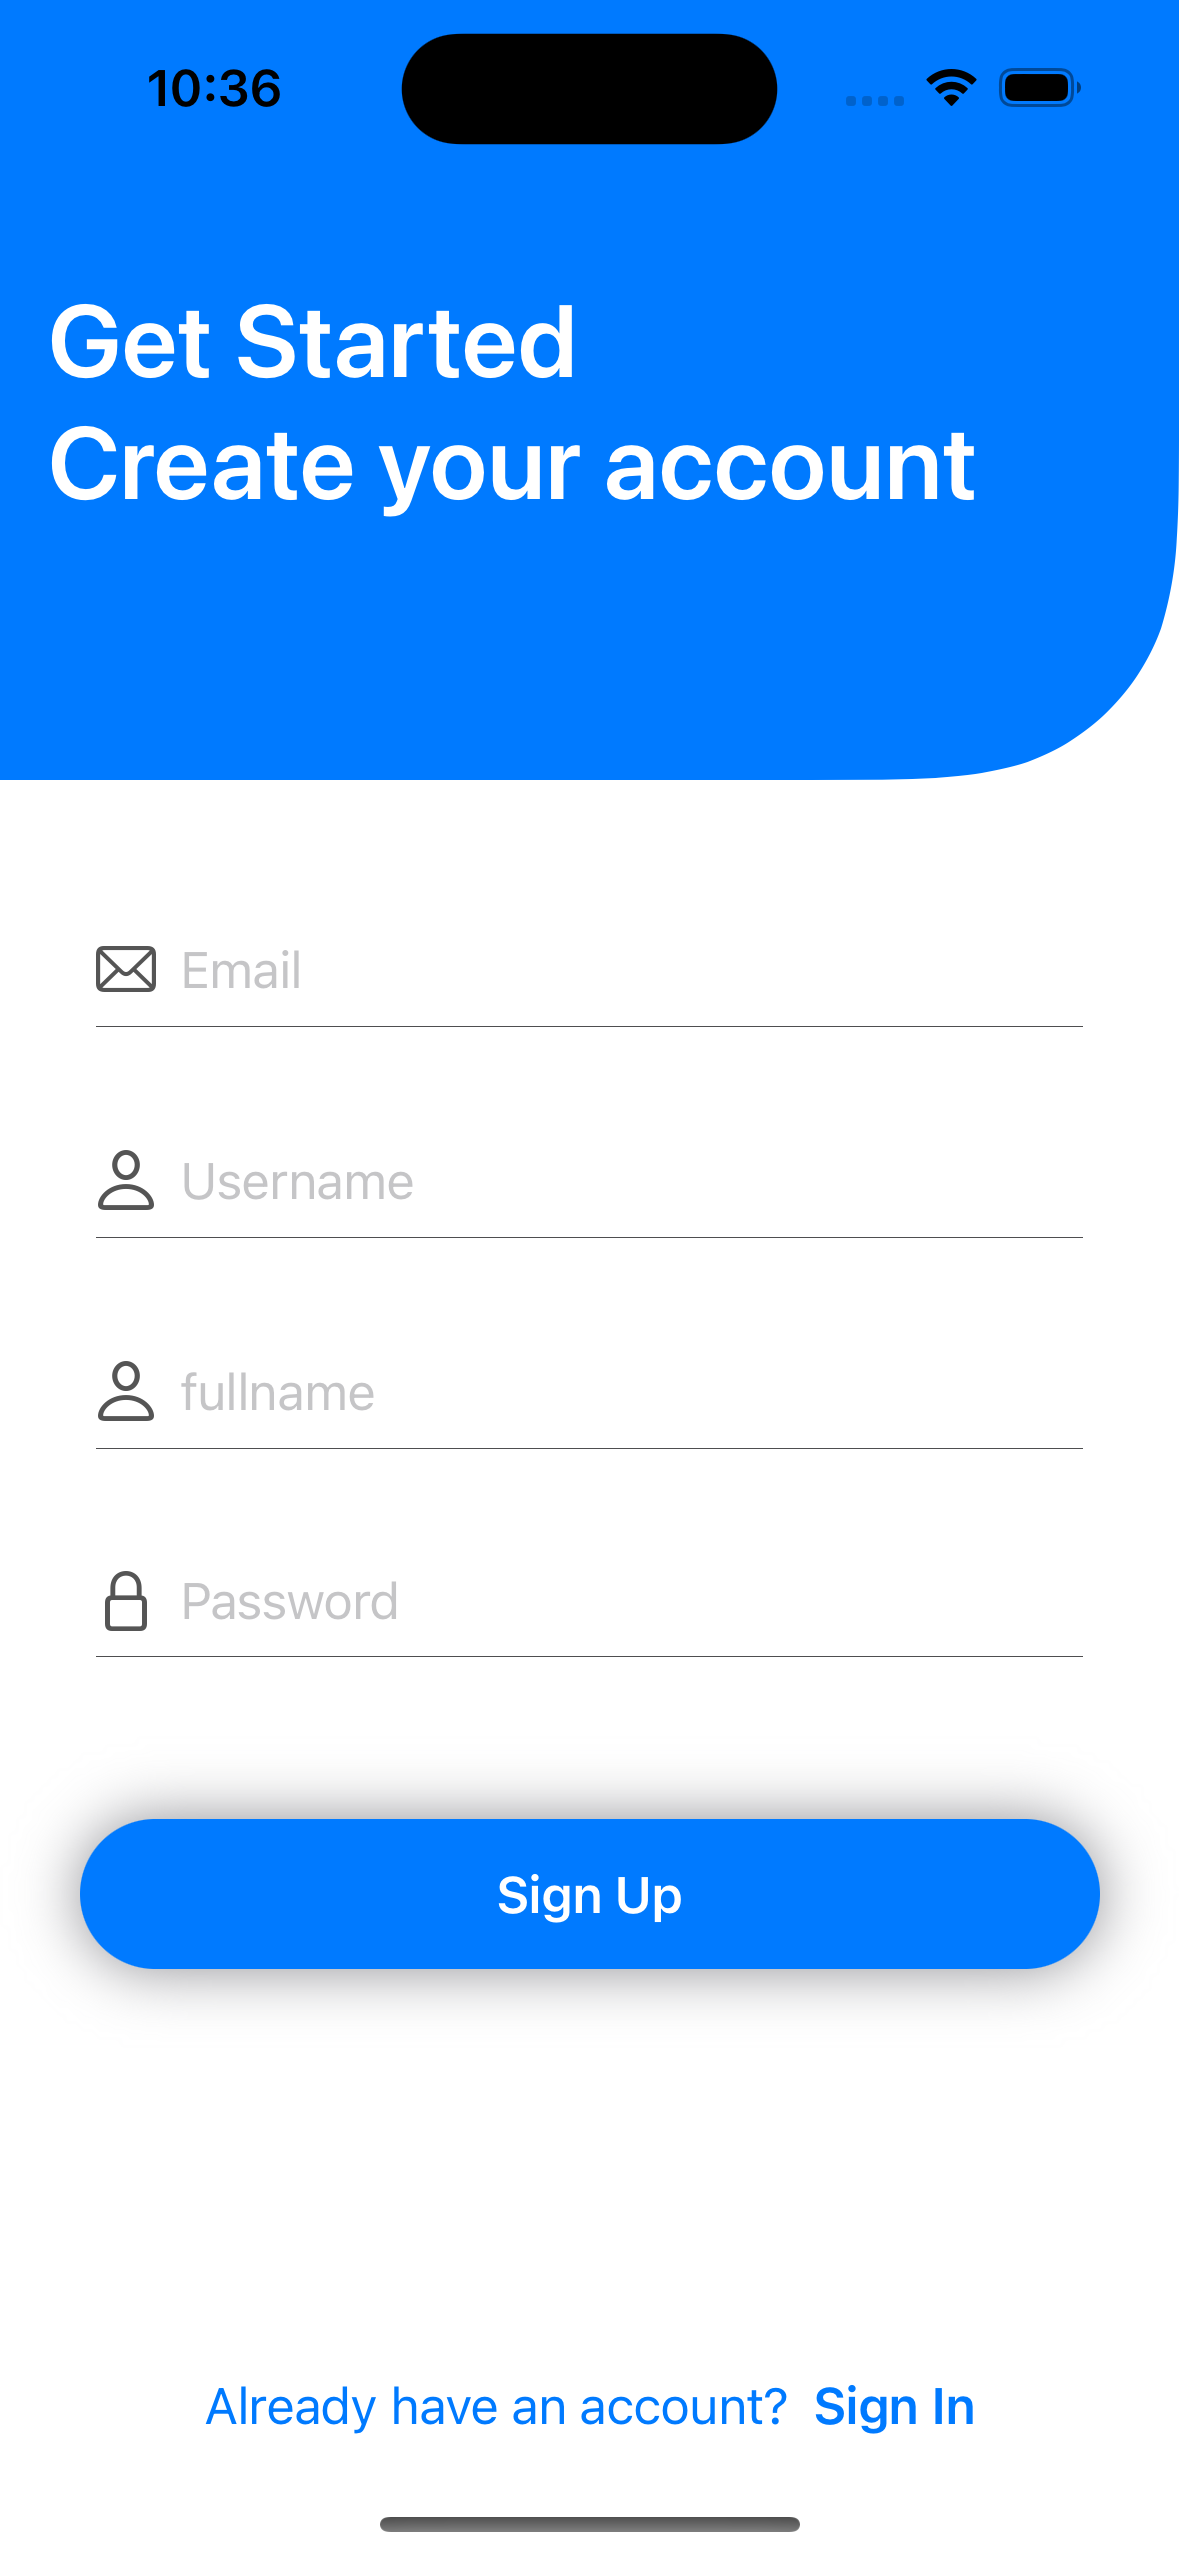 10:36
Get Started
Create your account
Email
Username
fullname
Password
Sign Up
Already have an account? Sign In